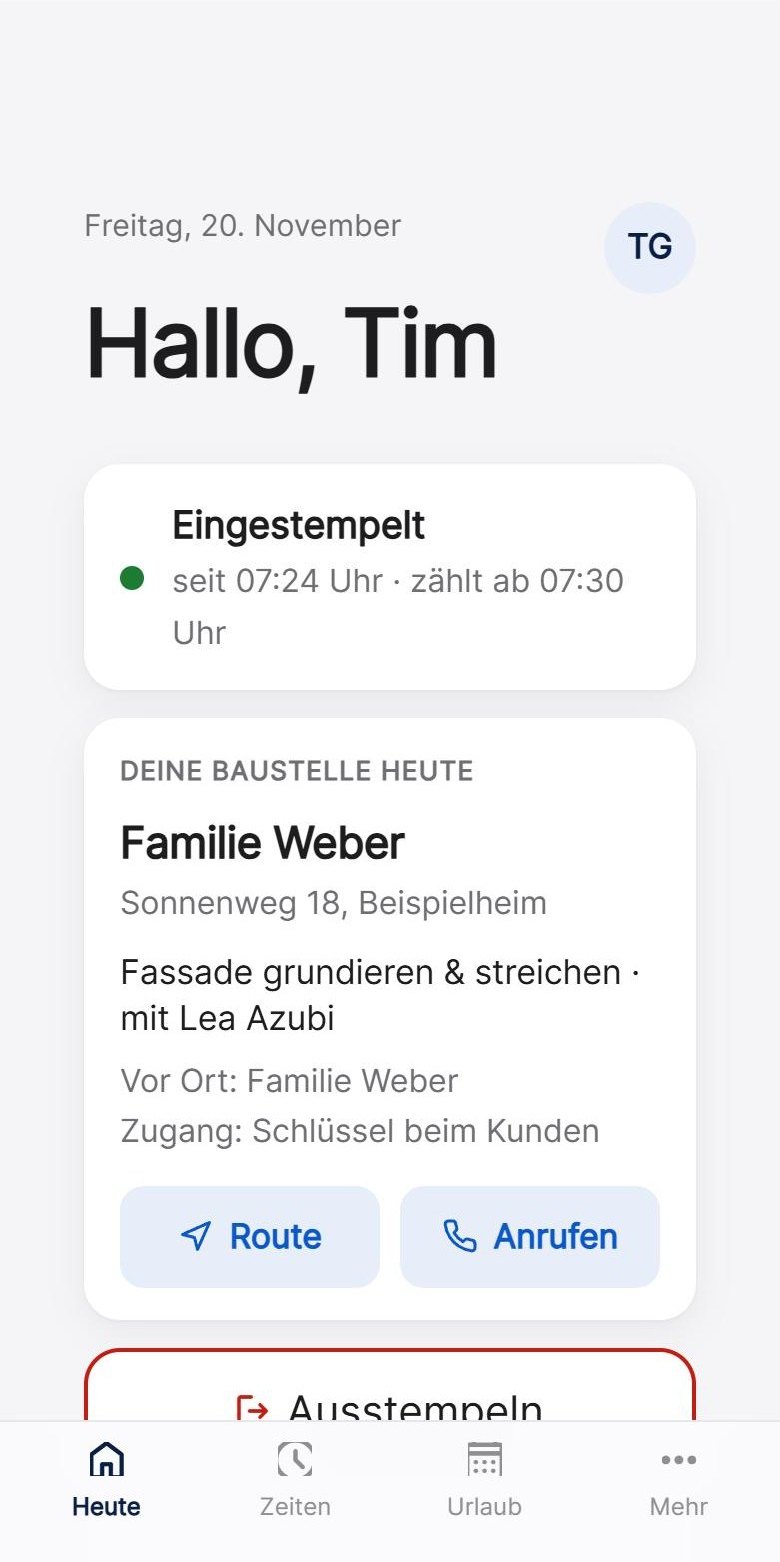 Freitag, 20. November
TG
Hallo, Tim
Eingestempelt
seit 07:24 Uhr · zählt ab 07:30
Uhr
DEINE BAUSTELLE HEUTE
Familie Weber
Sonnenweg 18, Beispielheim
Fassade grundieren & streichen ·
mit Lea Azubi
Vor Ort: Familie Weber
Zugang: Schlüssel beim Kunden
Route
Anrufen
Ausstempeln
Heute
Zeiten
Urlaub
Mehr